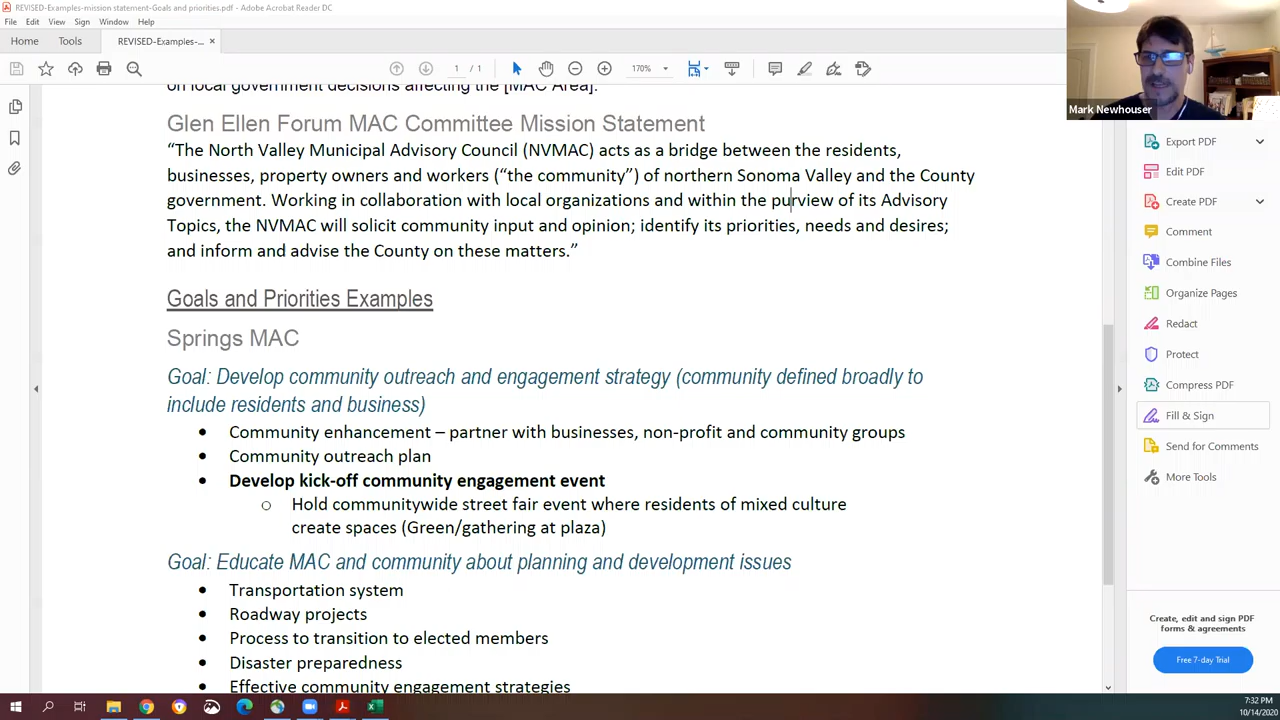 REVISED-Examples-mission statement-Goals and priorities.pdf - Adobe Acrobat Reader DC
File Edit View Sign Window Help
Home Tools REVISED-Examples-... ×
/ 1 170%
on local government decisions affecting the [MAC Area].
Glen Ellen Forum MAC Committee Mission Statement
“The North Valley Municipal Advisory Council (NVMAC) acts as a bridge between the residents,
businesses, property owners and workers (“the community”) of northern Sonoma Valley and the County
government. Working in collaboration with local organizations and within the purview of its Advisory
Topics, the NVMAC will solicit community input and opinion; identify its priorities, needs and desires;
and inform and advise the County on these matters.”
Goals and Priorities Examples
Springs MAC
Goal: Develop community outreach and engagement strategy (community defined broadly to
include residents and business)
• Community enhancement – partner with businesses, non-profit and community groups
• Community outreach plan
• Develop kick-off community engagement event
o Hold communitywide street fair event where residents of mixed culture
create spaces (Green/gathering at plaza)
Goal: Educate MAC and community about planning and development issues
• Transportation system
• Roadway projects
• Process to transition to elected members
• Disaster preparedness
• Effective community engagement strategies
Mark Newhouser
Export PDF
Edit PDF
Create PDF
Comment
Combine Files
Organize Pages
Redact
Protect
Compress PDF
Fill & Sign
Send for Comments
More Tools
Create, edit and sign PDF
forms & agreements
Free 7-day Trial
7:32 PM
10/14/2020